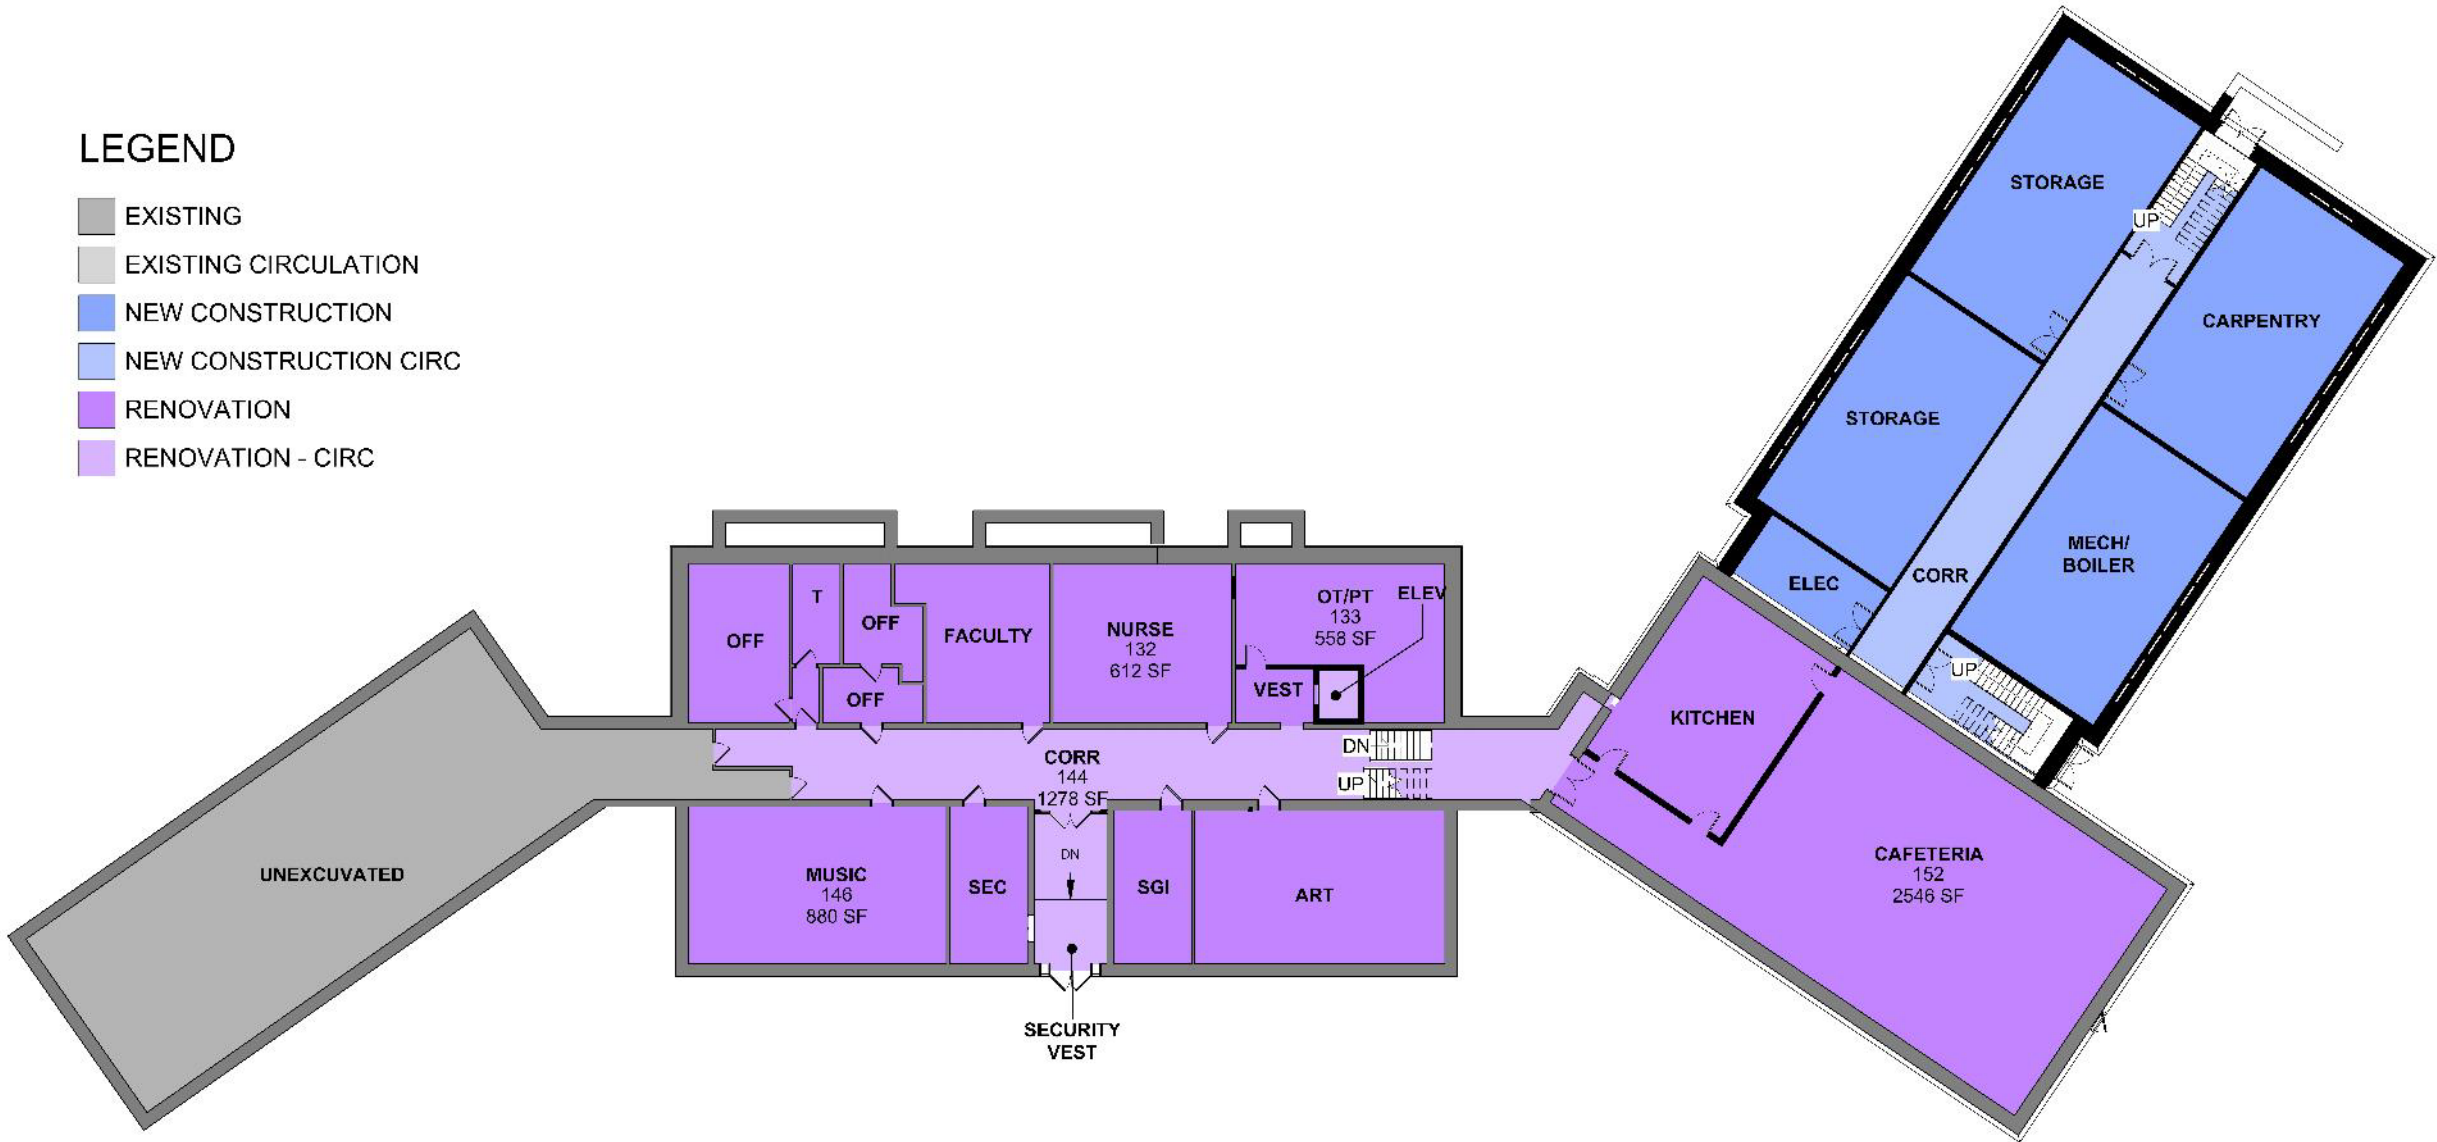 LEGEND
EXISTING
EXISTING CIRCULATION
NEW CONSTRUCTION
NEW CONSTRUCTION CIRC
RENOVATION
RENOVATION - CIRC
STORAGE
UP
CARPENTRY
STORAGE
MECH/
BOILER
ELEC
CORR
UP
OFF
T
OFF
OFF
FACULTY
NURSE
132
612 SF
OT/PT
133
558 SF
ELEV
VEST
KITCHEN
DN
UP
CORR
144
1278 SF
UNEXCUVATED
MUSIC
146
880 SF
SEC
DN
SGI
ART
CAFETERIA
152
2546 SF
SECURITY
VEST